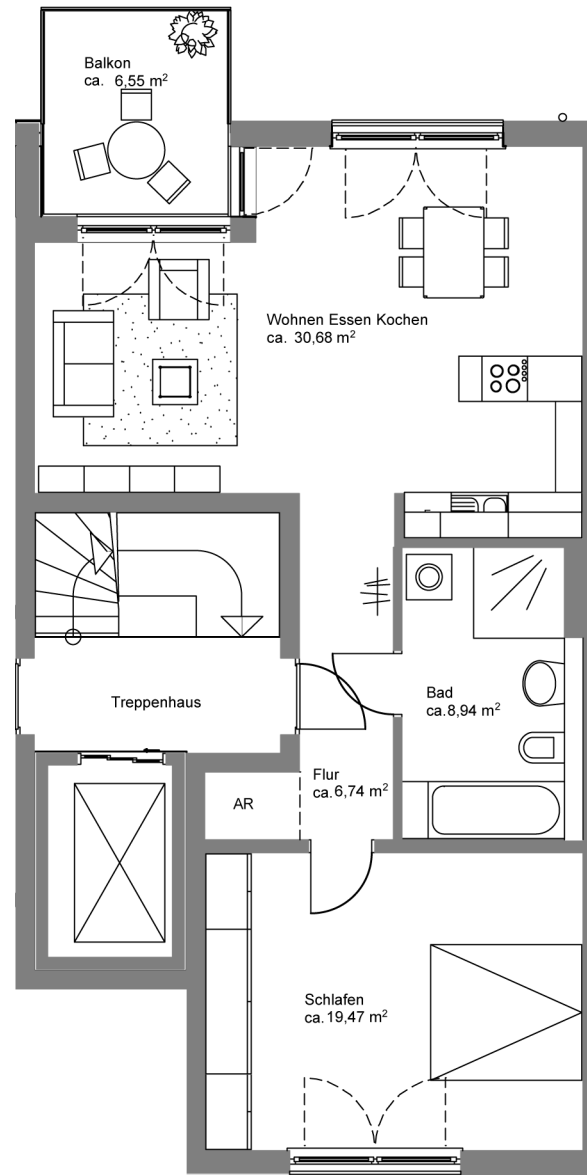 Balkon
ca. 6,55 m²
Wohnen Essen Kochen
ca. 30,68 m²
Treppenhaus
Bad
ca.8,94 m²
Flur
ca.6,74 m²
AR
Schlafen
ca.19,47 m²